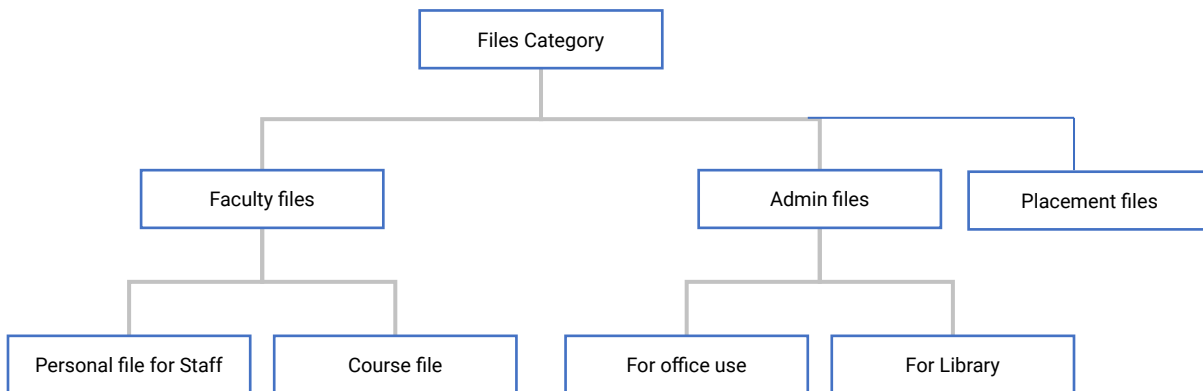 Files Category
Faculty files
Admin files
Placement files
Personal file for Staff
Course file
For office use
For Library